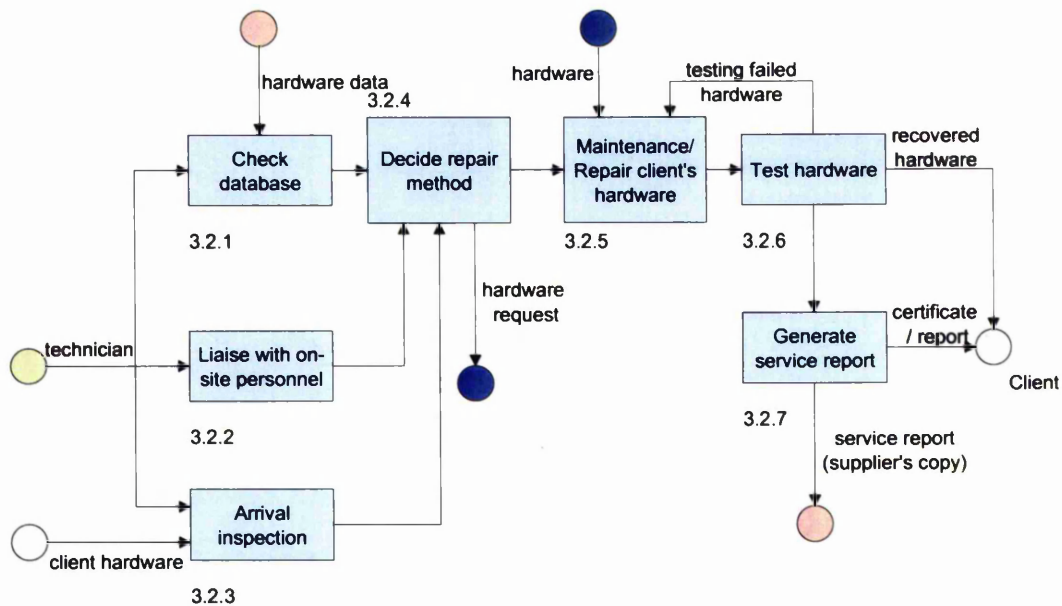 hardware data
3.2.4
hardware
testing failed
hardware
recovered
hardware
Check
database
Decide repair
method
Maintenance/
Repair client's
hardware
Test hardware
3.2.1
3.2.5
3.2.6
hardware
request
technician
Liaise with on-
site personnel
3.2.2
Generate
service report
certificate
/ report
Client
3.2.7
service report
(supplier's copy)
Arrival
inspection
client hardware
3.2.3